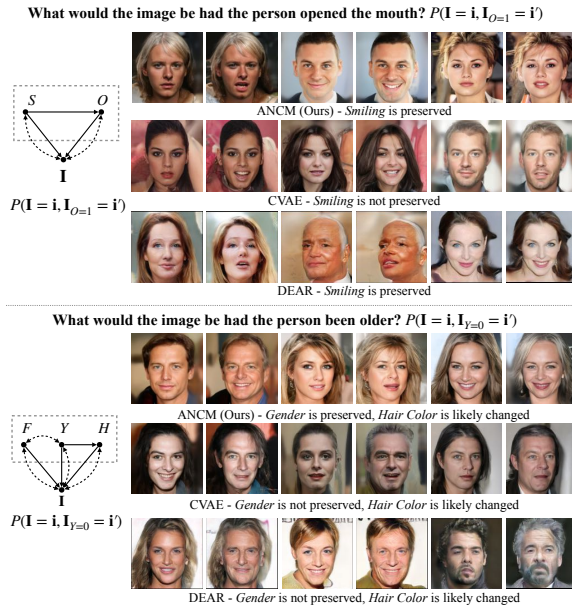 What would the image be had the person opened the mouth? P(I = i, I_{O=1} = i′)
S O
I
P(I = i, I_{O=1} = i′)
ANCM (Ours) - Smiling is preserved
CVAE - Smiling is not preserved
DEAR - Smiling is preserved
What would the image be had the person been older? P(I = i, I_{Y=0} = i′)
F Y H
I
P(I = i, I_{Y=0} = i′)
ANCM (Ours) - Gender is preserved, Hair Color is likely changed
CVAE - Gender is not preserved, Hair Color is likely changed
DEAR - Gender is not preserved, Hair Color is likely changed